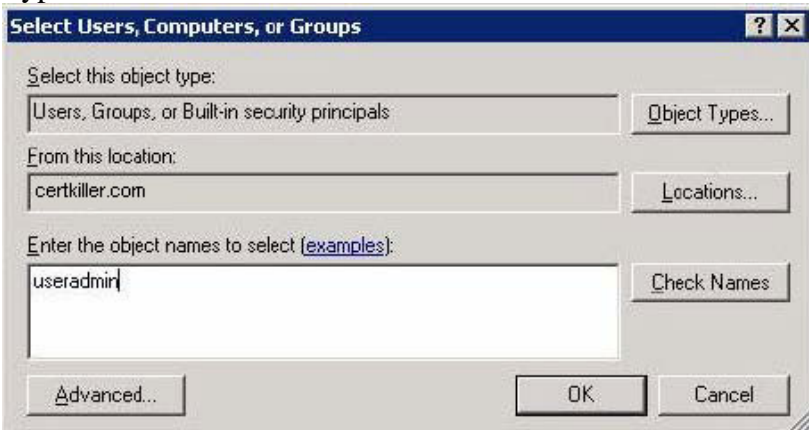 Select Users, Computers, or Groups
Select this object type:
Users, Groups, or Built-in security principals
Object Types...
From this location:
certkiller.com
Locations...
Enter the object names to select (examples):
useradmin
Check Names
Advanced...
OK
Cancel